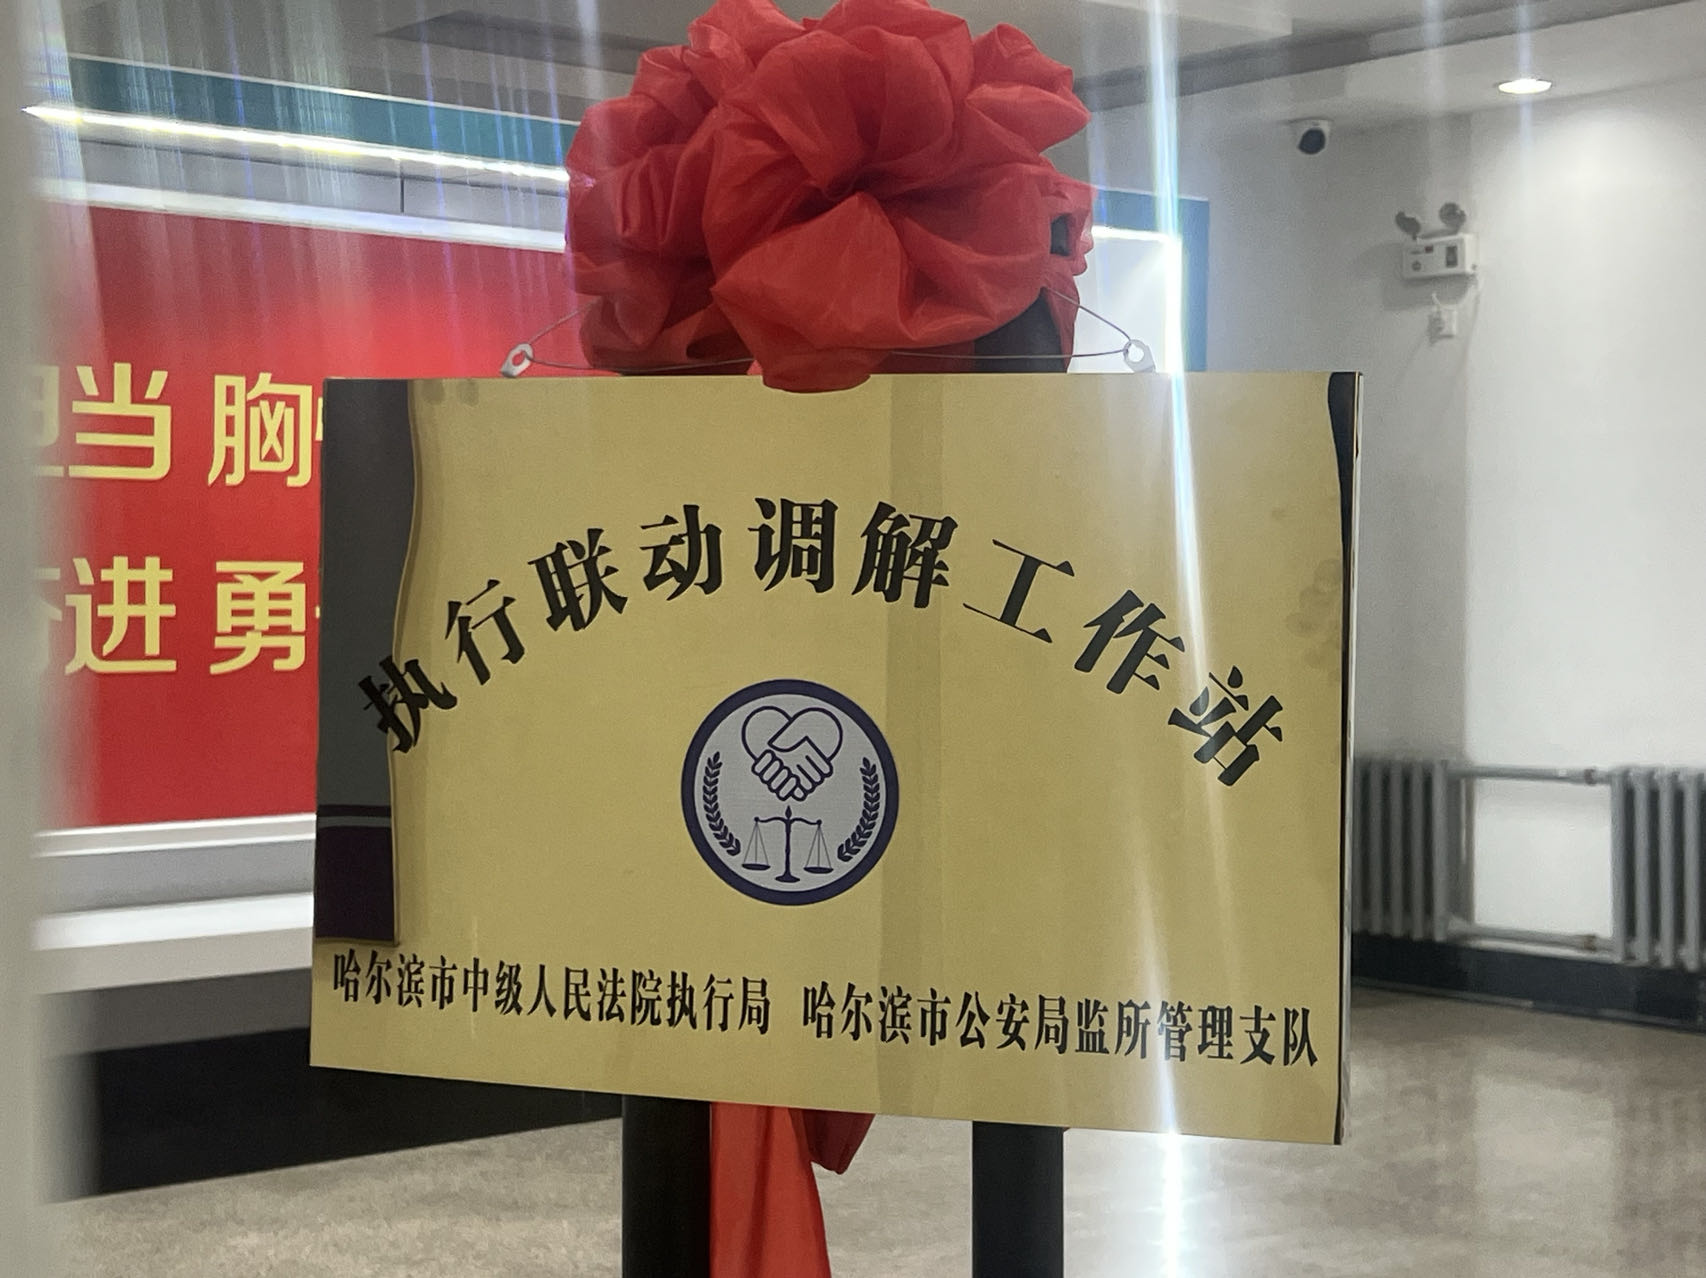 当 胸
进 勇
执行联动调解工作站
哈尔滨市中级人民法院执行局 哈尔滨市公安局监所管理支队